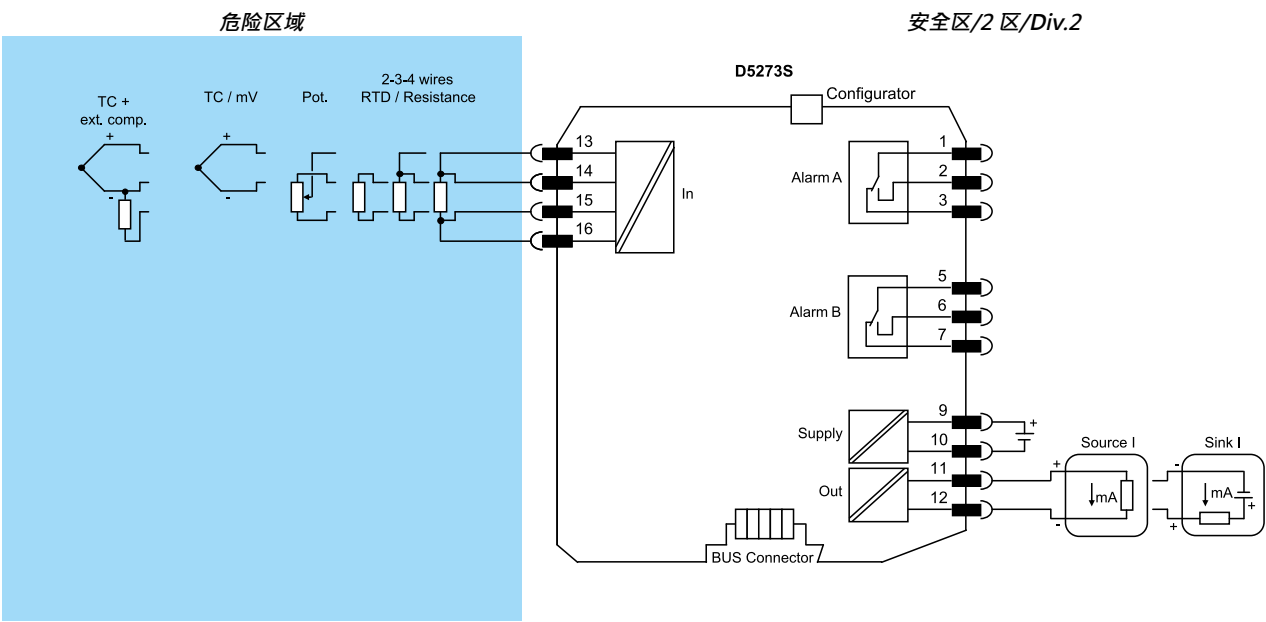 危险区域
安全区/2 区/Div.2
D5273S
Configurator
TC +
ext. comp.
+
-
TC / mV
+
-
Pot.
2-3-4 wires
RTD / Resistance
13
14
15
16
In
Alarm A
1
2
3
Alarm B
5
6
7
Supply
9
10
+
Out
11
12
Source I
+
-
mA
Sink I
-
+
mA
+
BUS Connector